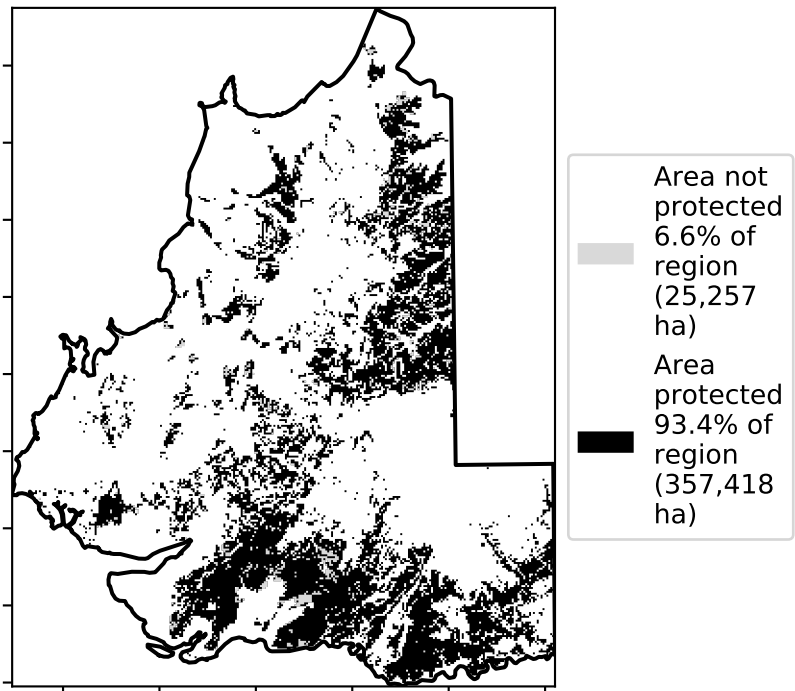 Area not
protected
6.6% of
region
(25,257
ha)
Area
protected
93.4% of
region
(357,418
ha)